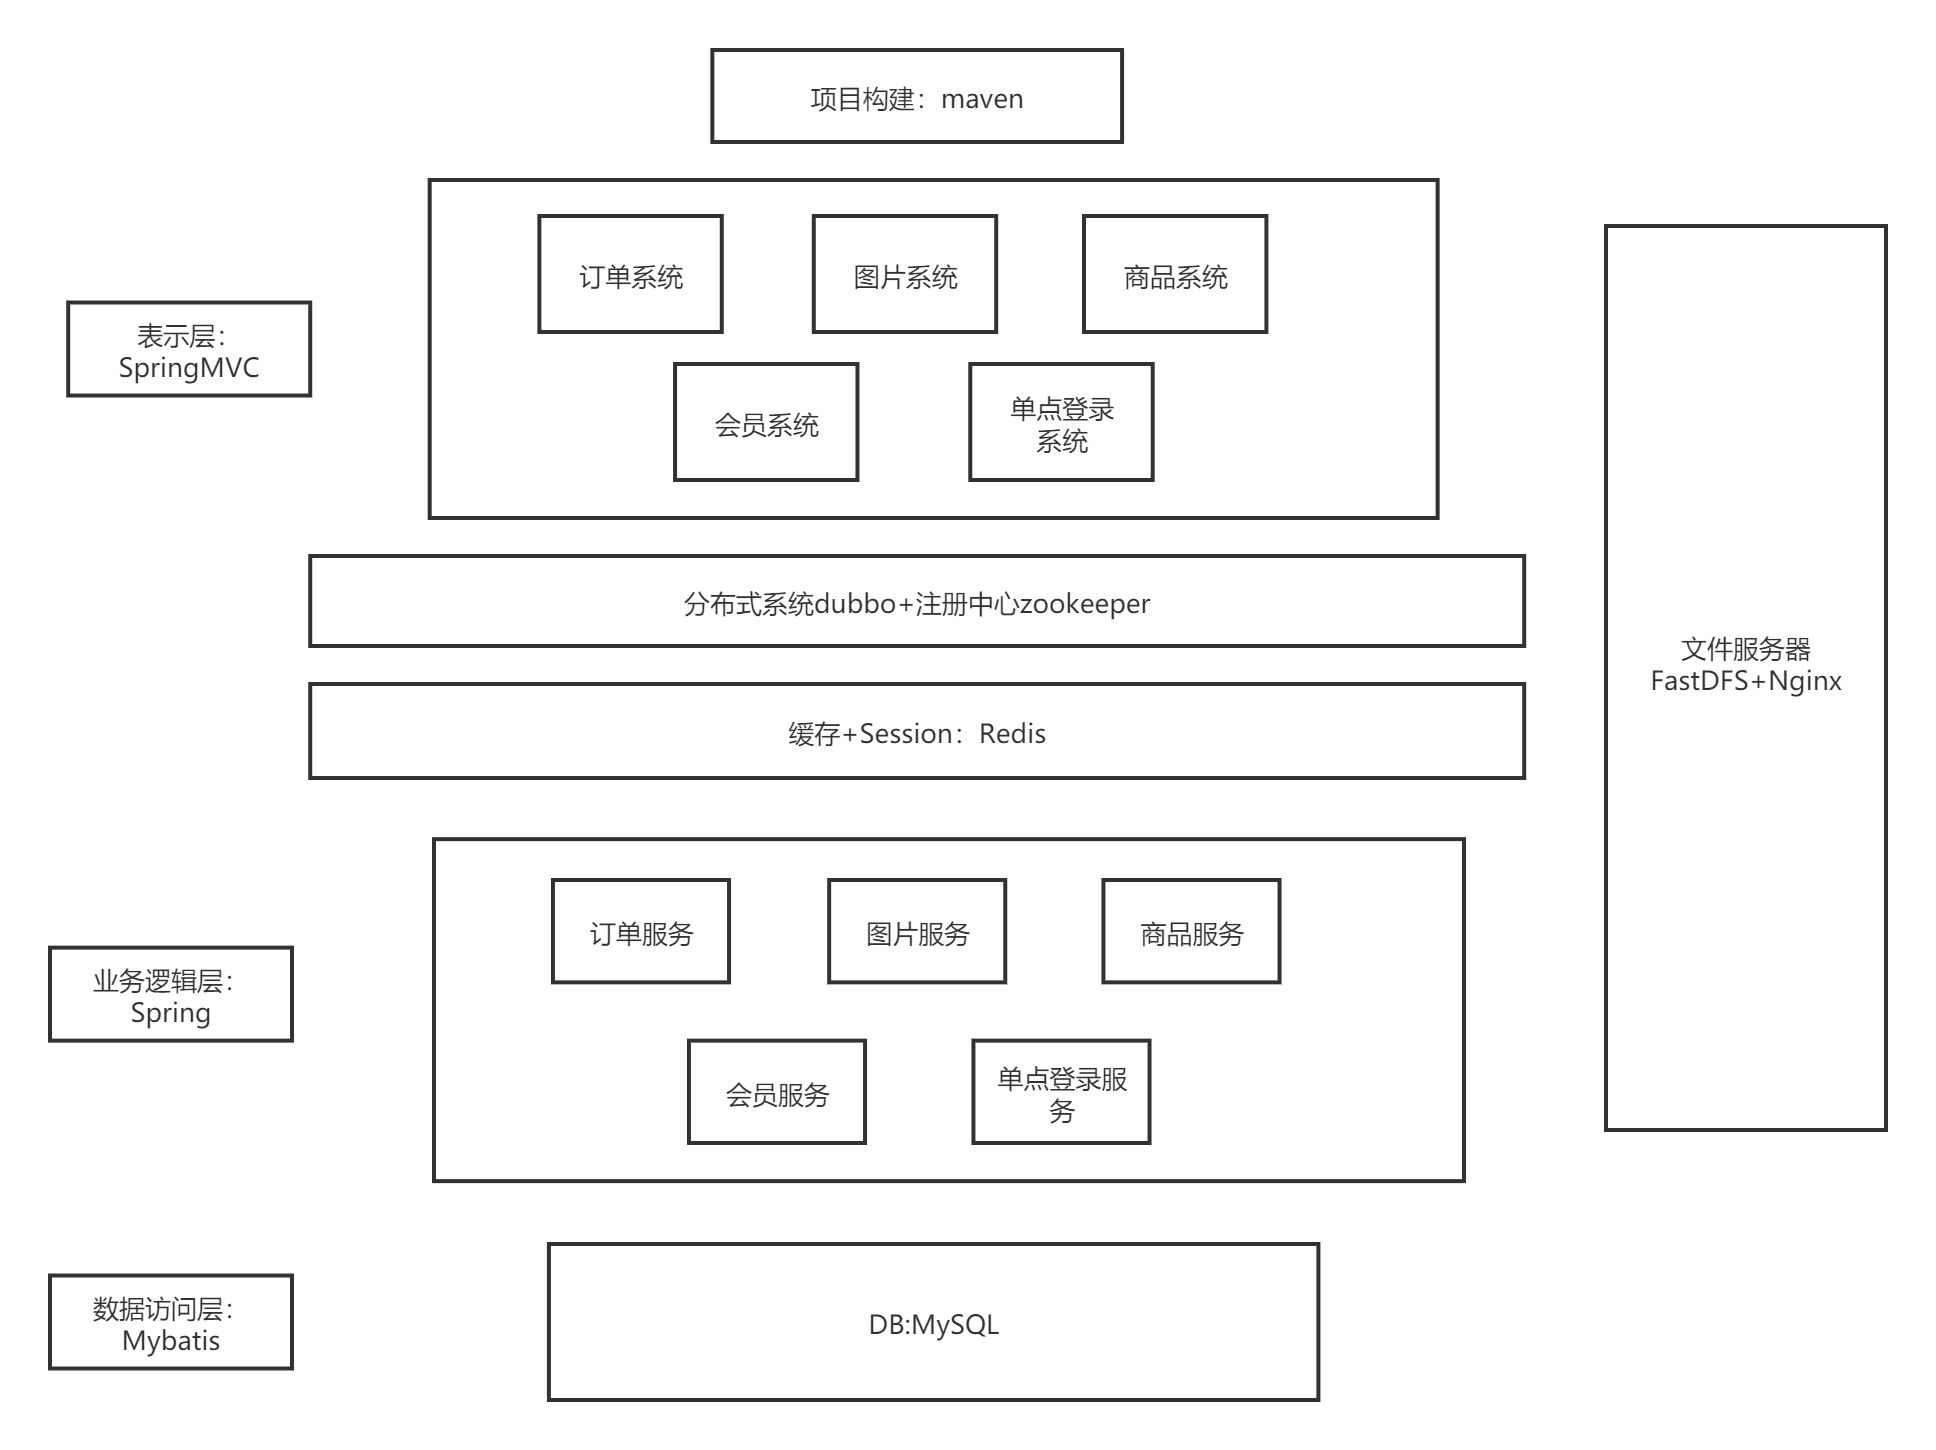 项目构建：maven
订单系统
图片系统
商品系统
表示层：
SpringMVC
会员系统
单点登录
系统
分布式系统dubbo+注册中心zookeeper
文件服务器
FastDFS+Nginx
缓存+Session：Redis
订单服务
图片服务
商品服务
业务逻辑层：
Spring
会员服务
单点登录服
务
数据访问层：
Mybatis
DB:MySQL